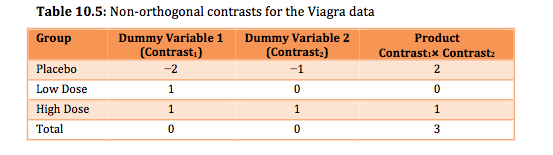 Table 10.5: Non-orthogonal contrasts for the Viagra data
Group Dummy Variable 1 (Contrast₁) Dummy Variable 2 (Contrast₂) Product Contrast₁× Contrast₂
Placebo −2 −1 2
Low Dose 1 0 0
High Dose 1 1 1
Total 0 0 3